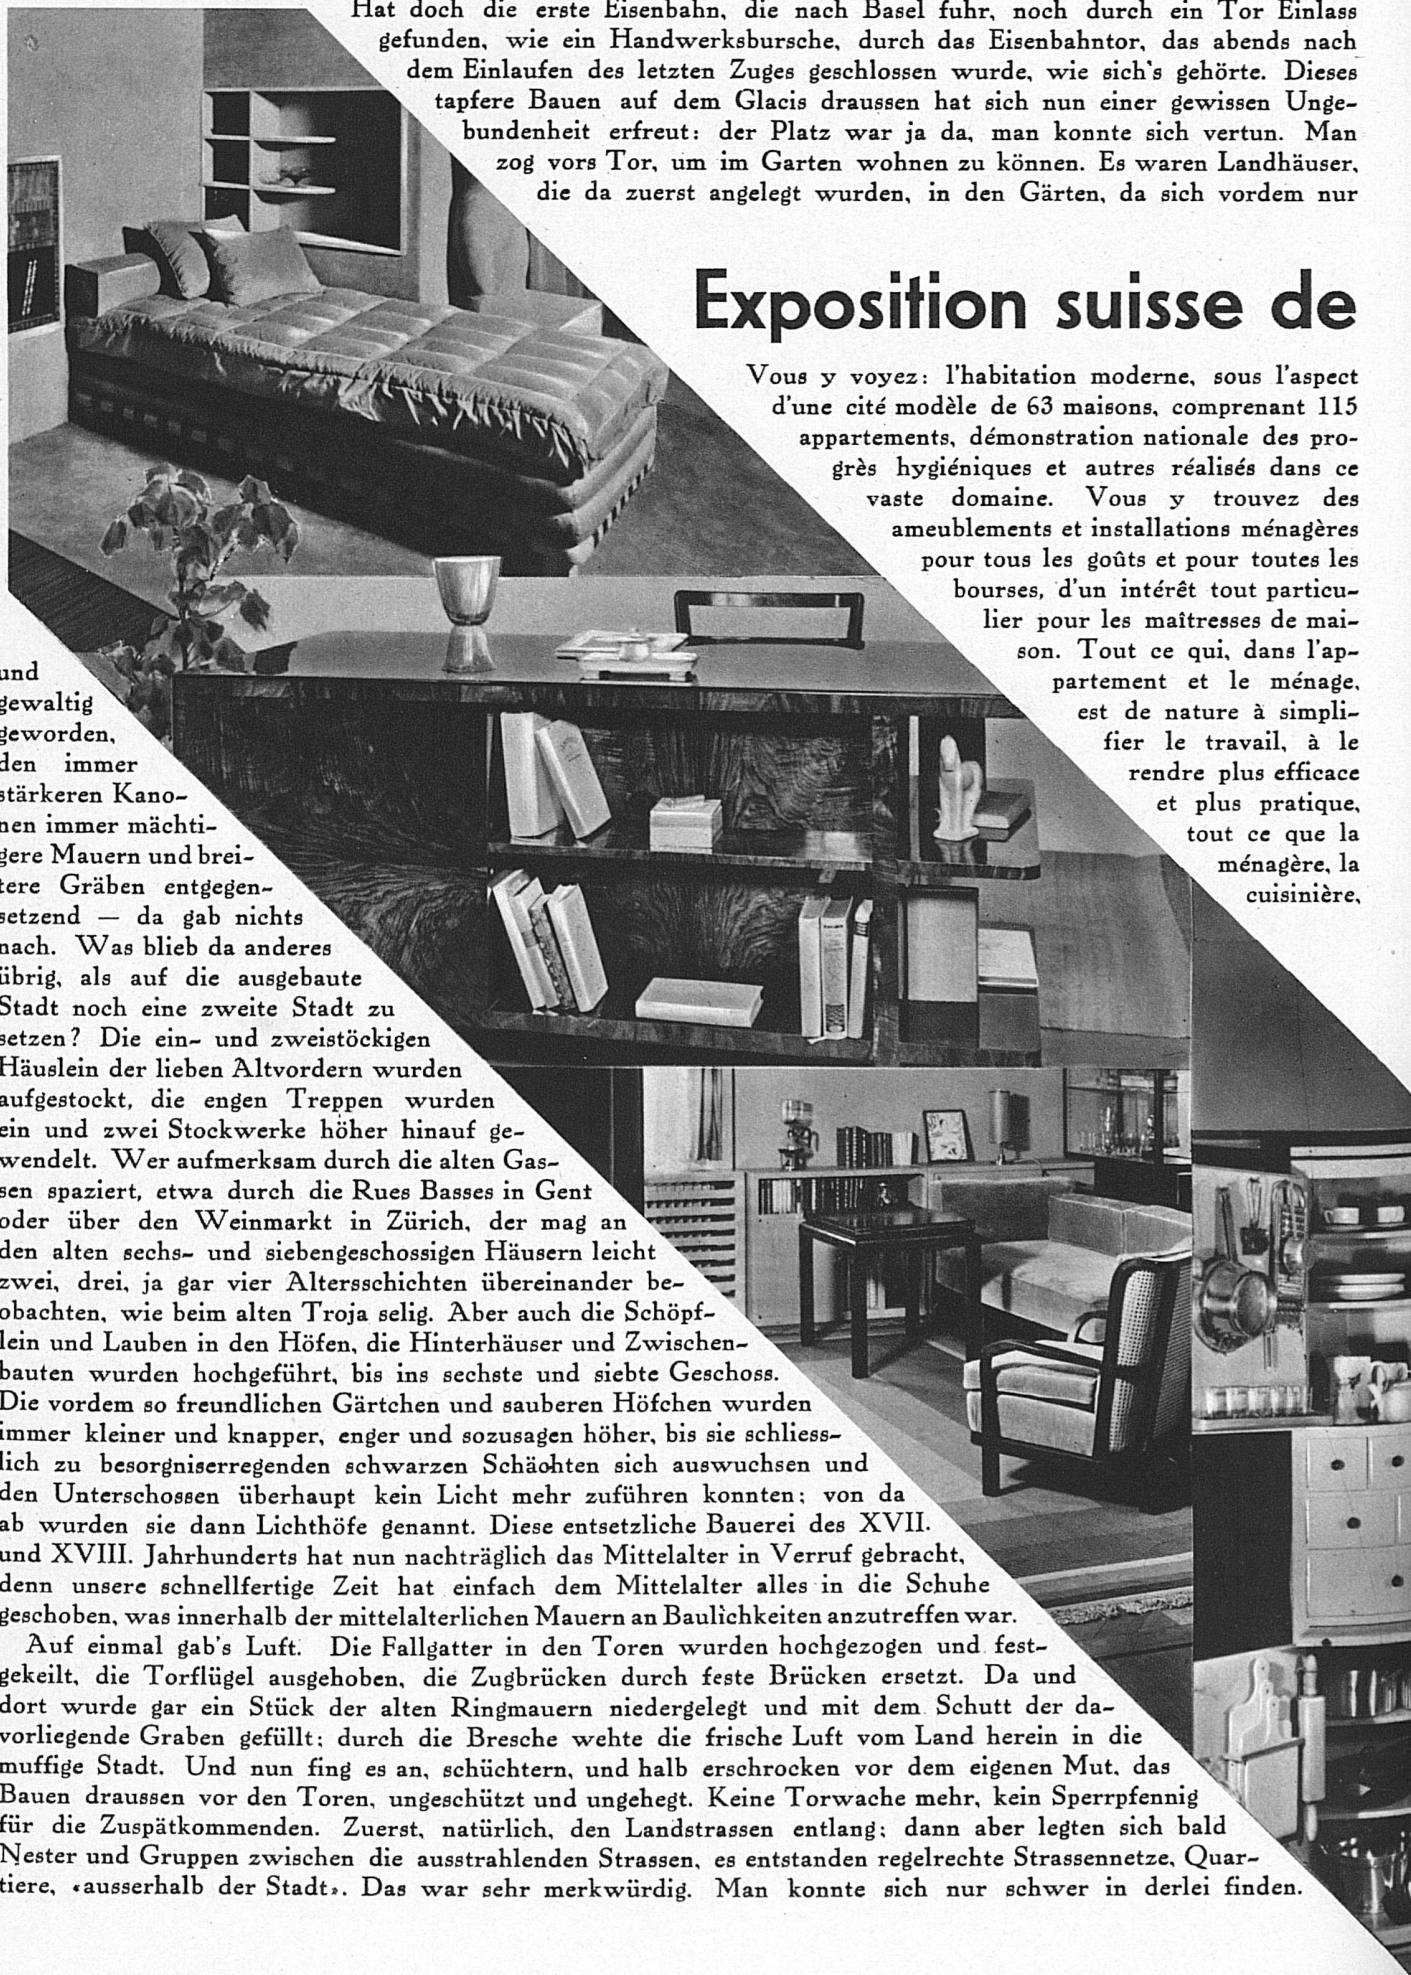 Hat doch die erste Eisenbahn, die nach Basel fuhr, noch durch ein Tor Einlass
gefunden, wie ein Handwerksbursche, durch das Eisenbahntor, das abends nach
dem Einlaufen des letzten Zuges geschlossen wurde, wie sich's gehörte. Dieses
tapfere Bauen auf dem Glacis draussen hat sich nun einer gewissen Unge-
bundenheit erfreut: der Platz war ja da, man konnte sich vertun. Man
zog vors Tor, um im Garten wohnen zu können. Es waren Landhäuser,
die da zuerst angelegt wurden, in den Gärten, da sich vordem nur
Exposition suisse de
Vous y voyez: l'habitation moderne, sous l'aspect
d'une cité modèle de 63 maisons, comprenant 115
appartements, démonstration nationale des pro-
grès hygiéniques et autres réalisés dans ce
vaste domaine. Vous y trouvez des
ameublements et installations ménagères
pour tous les goûts et pour toutes les
bourses, d'un intérêt tout particu-
lier pour les maîtresses de mai-
son. Tout ce qui, dans l'ap-
partement et le ménage,
est de nature à simpli-
fier le travail, à le
rendre plus efficace
et plus pratique,
tout ce que la
ménagère, la
cuisinière,
und
gewaltig
geworden,
den immer
stärkeren Kano-
nen immer mächti-
gere Mauern und brei-
tere Gräben entgegen-
setzend — da gab nichts
nach. Was blieb da anderes
übrig, als auf die ausgebaute
Stadt noch eine zweite Stadt zu
setzen? Die ein- und zweistöckigen
Häuslein der lieben Altvordern wurden
aufgestockt, die engen Treppen wurden
ein und zwei Stockwerke höher hinauf ge-
wendelt. Wer aufmerksam durch die alten Gas-
sen spaziert, etwa durch die Rues Basses in Genf
oder über den Weinmarkt in Zürich, der mag an
den alten sechs- und siebengeschossigen Häusern leicht
zwei, drei, ja gar vier Altersschichten übereinander be-
obachten, wie beim alten Troja selig. Aber auch die Schöpf-
lein und Lauben in den Höfen, die Hinterhäuser und Zwischen-
bauten wurden hochgeführt, bis ins sechste und siebte Geschoss.
Die vordem so freundlichen Gärtchen und sauberen Höfchen wurden
immer kleiner und knapper, enger und sozusagen höher, bis sie schliess-
lich zu besorgniserregenden schwarzen Schächten sich auswuchsen und
den Unterschossen überhaupt kein Licht mehr zuführen konnten; von da
ab wurden sie dann Lichthöfe genannt. Diese entsetzliche Bauerei des XVII.
und XVIII. Jahrhunderts hat nun nachträglich das Mittelalter in Verruf gebracht,
denn unsere schnellfertige Zeit hat einfach dem Mittelalter alles in die Schuhe
geschoben, was innerhalb der mittelalterlichen Mauern an Baulichkeiten anzutreffen war.
Auf einmal gab's Luft. Die Fallgatter in den Toren wurden hochgezogen und fest-
gekeilt, die Torflügel ausgehoben, die Zugbrücken durch feste Brücken ersetzt. Da und
dort wurde gar ein Stück der alten Ringmauern niedergelegt und mit dem Schutt der da-
vorliegende Graben gefüllt; durch die Bresche wehte die frische Luft vom Land herein in die
muffige Stadt. Und nun fing es an, schüchtern, und halb erschrocken vor dem eigenen Mut, das
Bauen draussen vor den Toren, ungeschützt und ungehegt. Keine Torwache mehr, kein Sperrpfennig
für die Zuspätkommenden. Zuerst, natürlich, den Landstrassen entlang; dann aber legten sich bald
Nester und Gruppen zwischen die ausstrahlenden Strassen, es entstanden regelrechte Strassennetze, Quar-
tiere, «ausserhalb der Stadt». Das war sehr merkwürdig. Man konnte sich nur schwer in derlei finden.